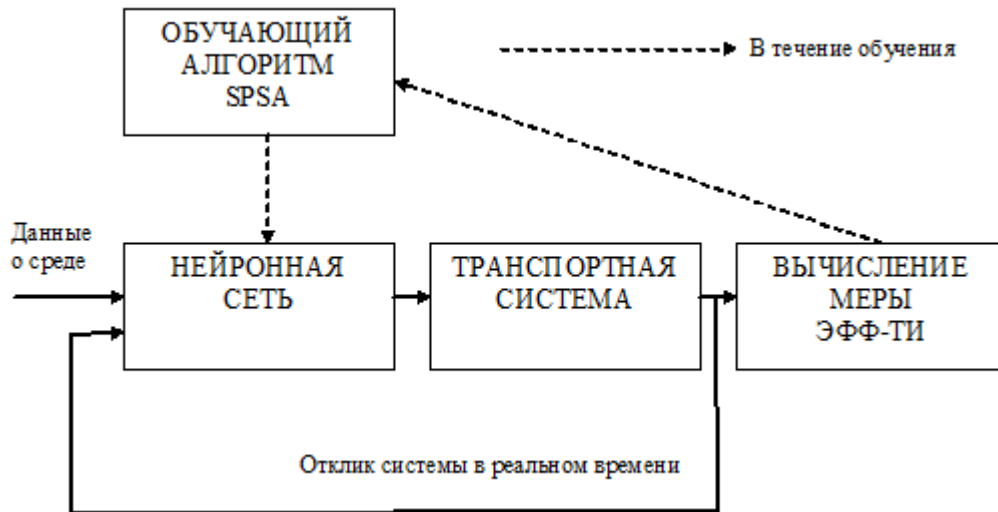 ОБУЧАЮЩИЙ
АЛГОРИТМ
SPSA
В течение обучения
Данные
о среде
НЕЙРОННАЯ
СЕТЬ
ТРАНСПОРТНАЯ
СИСТЕМА
ВЫЧИСЛЕНИЕ
МЕРЫ
ЭФФ-ТИ
Отклик системы в реальном времени